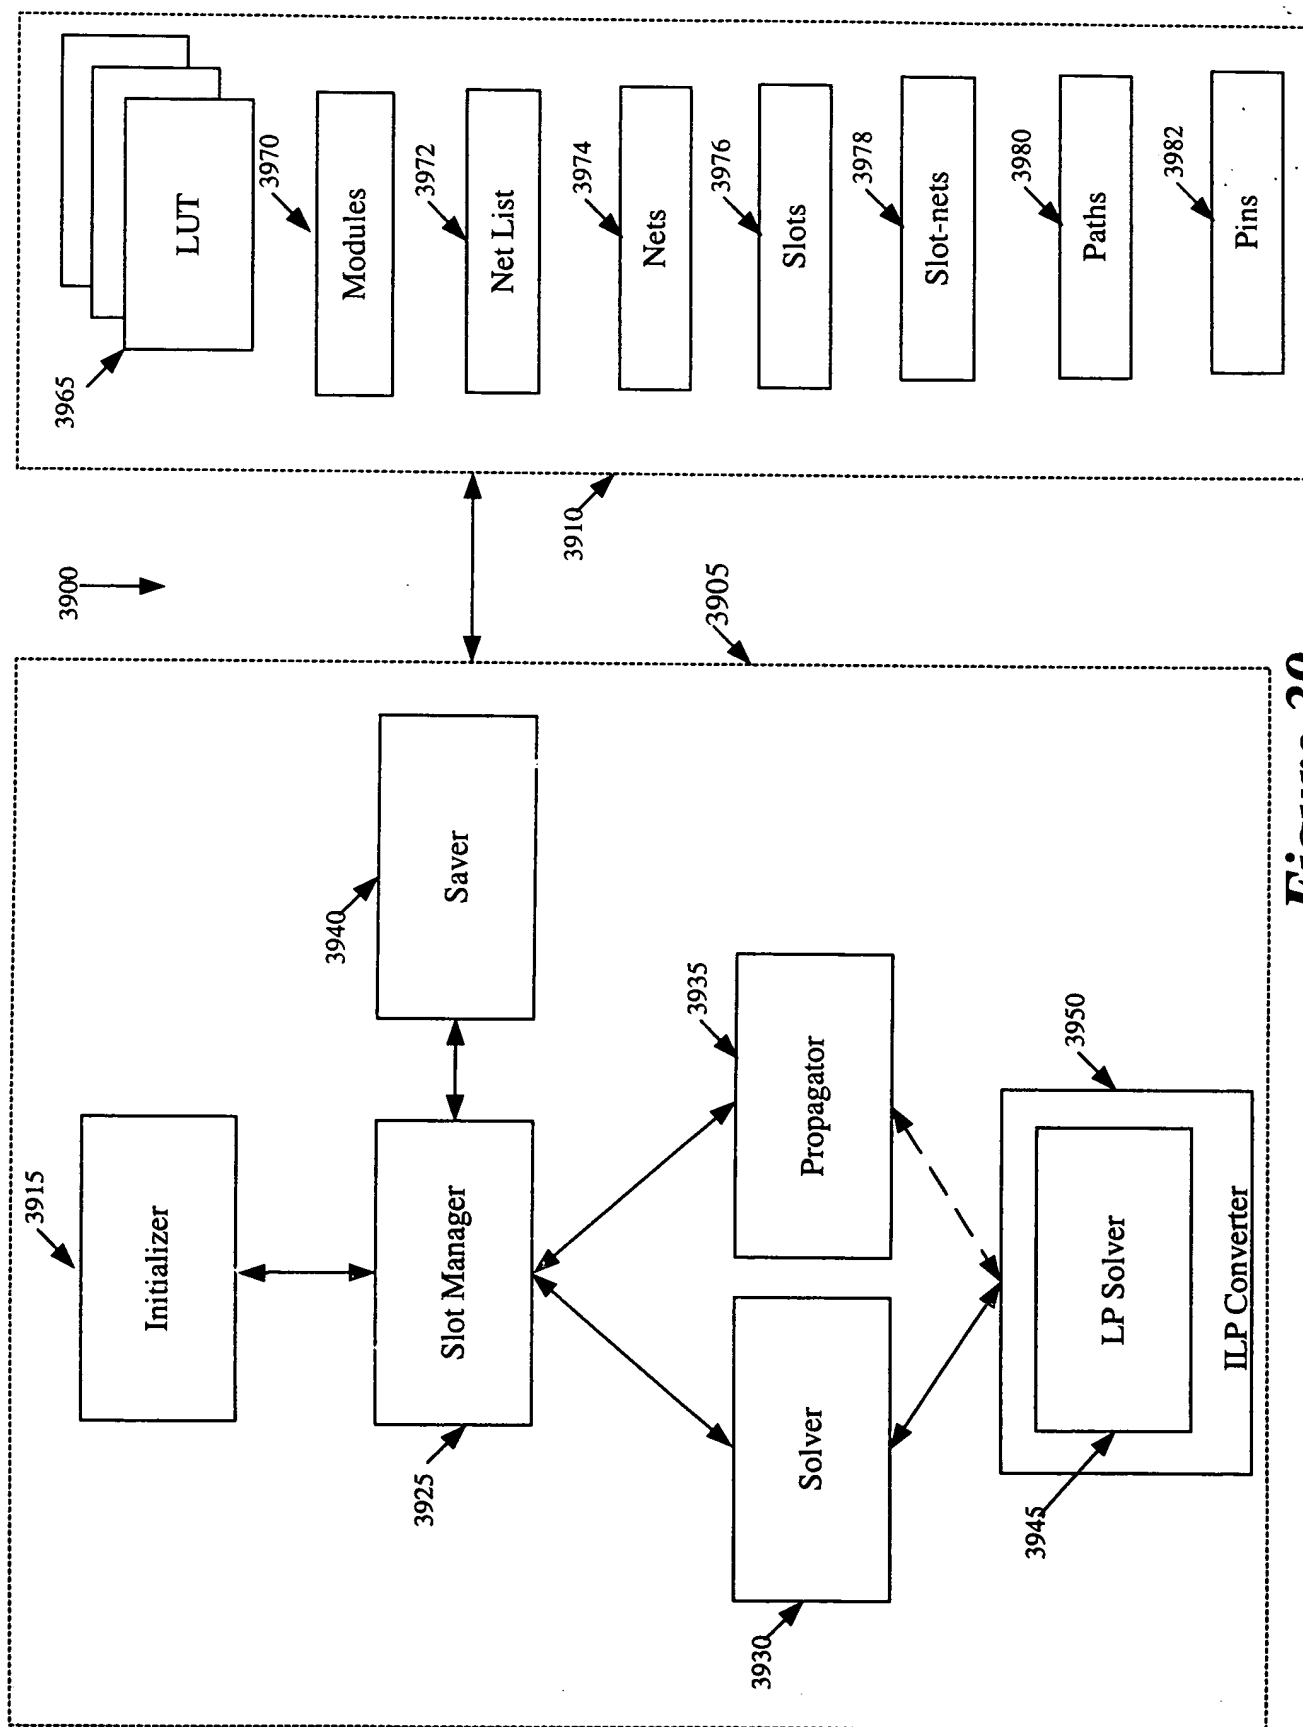 3900
3915
Initializer
3925
Slot Manager
3940
Saver
3930
Solver
3935
Propagator
3945
LP Solver
3950
ILP Converter
3905
3910
3965
LUT
3970
Modules
3972
Net List
3974
Nets
3976
Slots
3978
Slot-nets
3980
Paths
3982
Pins
Figure 39